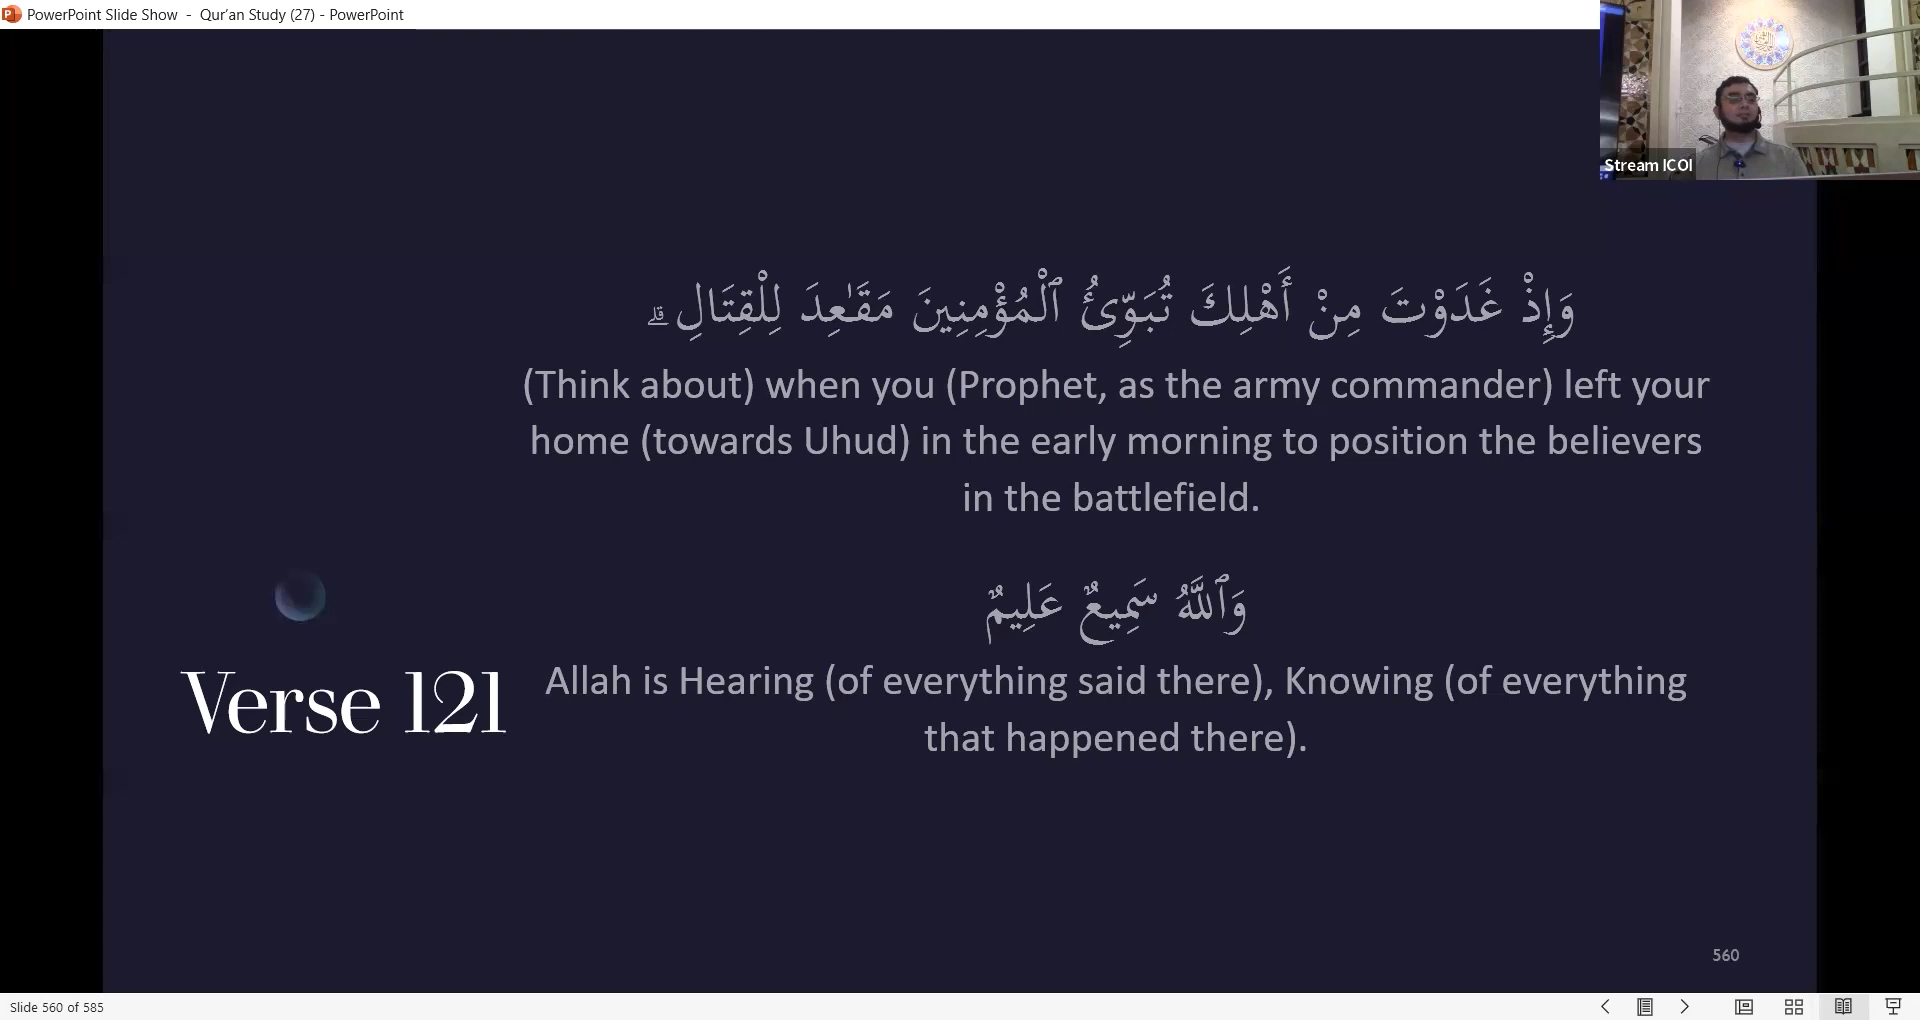 PowerPoint Slide Show - Qur’an Study (27) - PowerPoint
Stream ICOI
وَإِذْ غَدَوْتَ مِنْ أَهْلِكَ تُبَوِّئُ ٱلْمُؤْمِنِينَ مَقَٰعِدَ لِلْقِتَالِ ۗ
(Think about) when you (Prophet, as the army commander) left your
home (towards Uhud) in the early morning to position the believers
in the battlefield.
وَٱللَّهُ سَمِيعٌ عَلِيمٌ
Verse 121
Allah is Hearing (of everything said there), Knowing (of everything
that happened there).
560
Slide 560 of 585